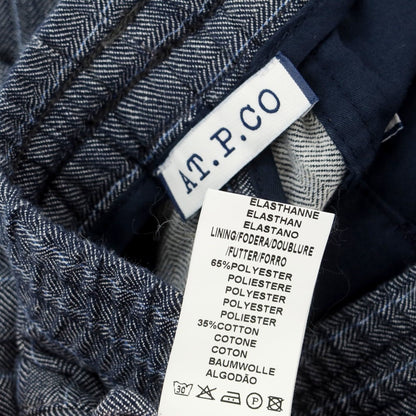 AT.P.CO
ELASTHANNE
ELASTHAN
ELASTANO
LINING/FODERA/DOUBLURE
/FUTTER/FORRO
65%POLYESTER
POLIESTERE
POLYESTER
POLYESTER
POLIESTER
35%COTTON
COTONE
COTON
BAUMWOLLE
ALGODÃO
30°
P